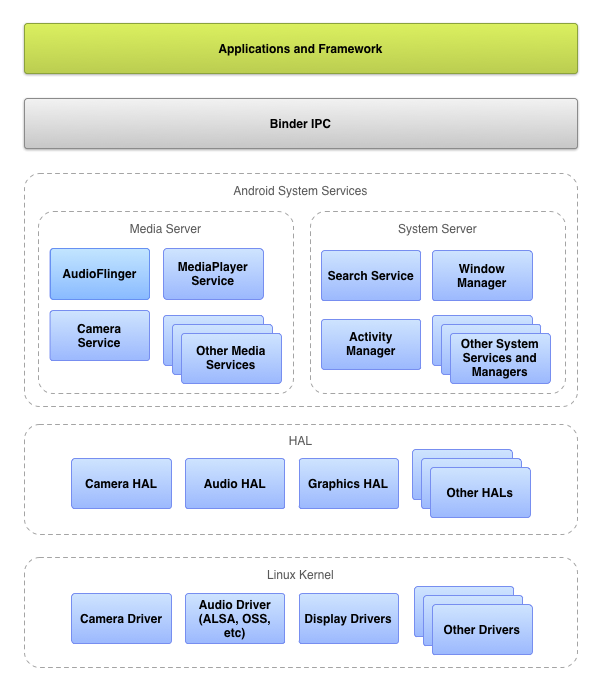 Applications and Framework
Binder IPC
Android System Services
Media Server
AudioFlinger
MediaPlayer
Service
Camera
Service
Other Media
Services
System Server
Search Service
Window
Manager
Activity
Manager
Other System
Services and
Managers
HAL
Camera HAL
Audio HAL
Graphics HAL
Other HALs
Linux Kernel
Camera Driver
Audio Driver
(ALSA, OSS,
etc)
Display Drivers
Other Drivers